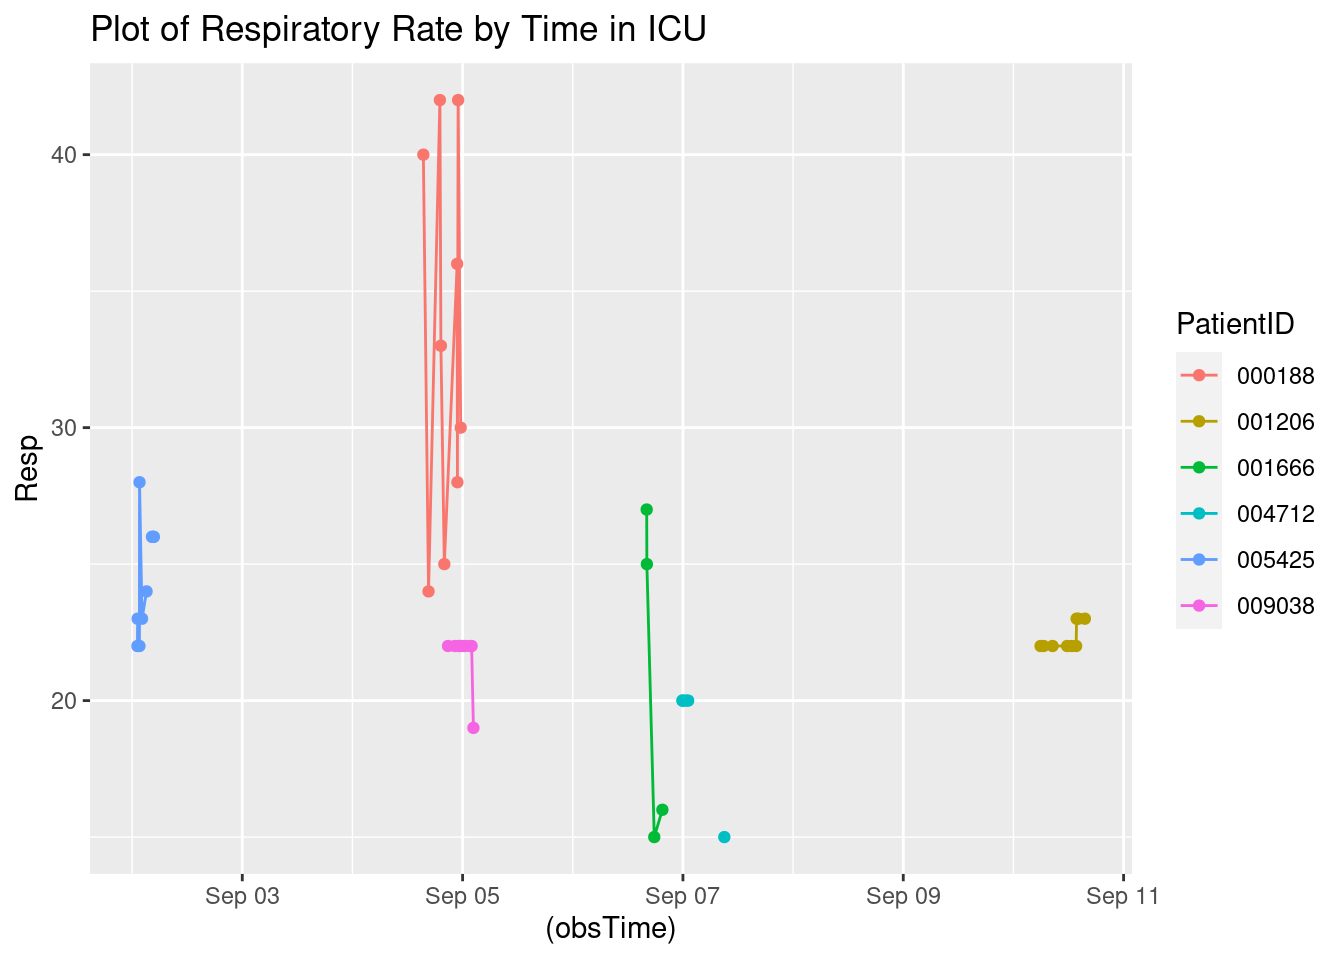 Plot of Respiratory Rate by Time in ICU
40
30
20
Resp
Sep 03
Sep 05
Sep 07
Sep 09
Sep 11
(obsTime)
PatientID
000188
001206
001666
004712
005425
009038